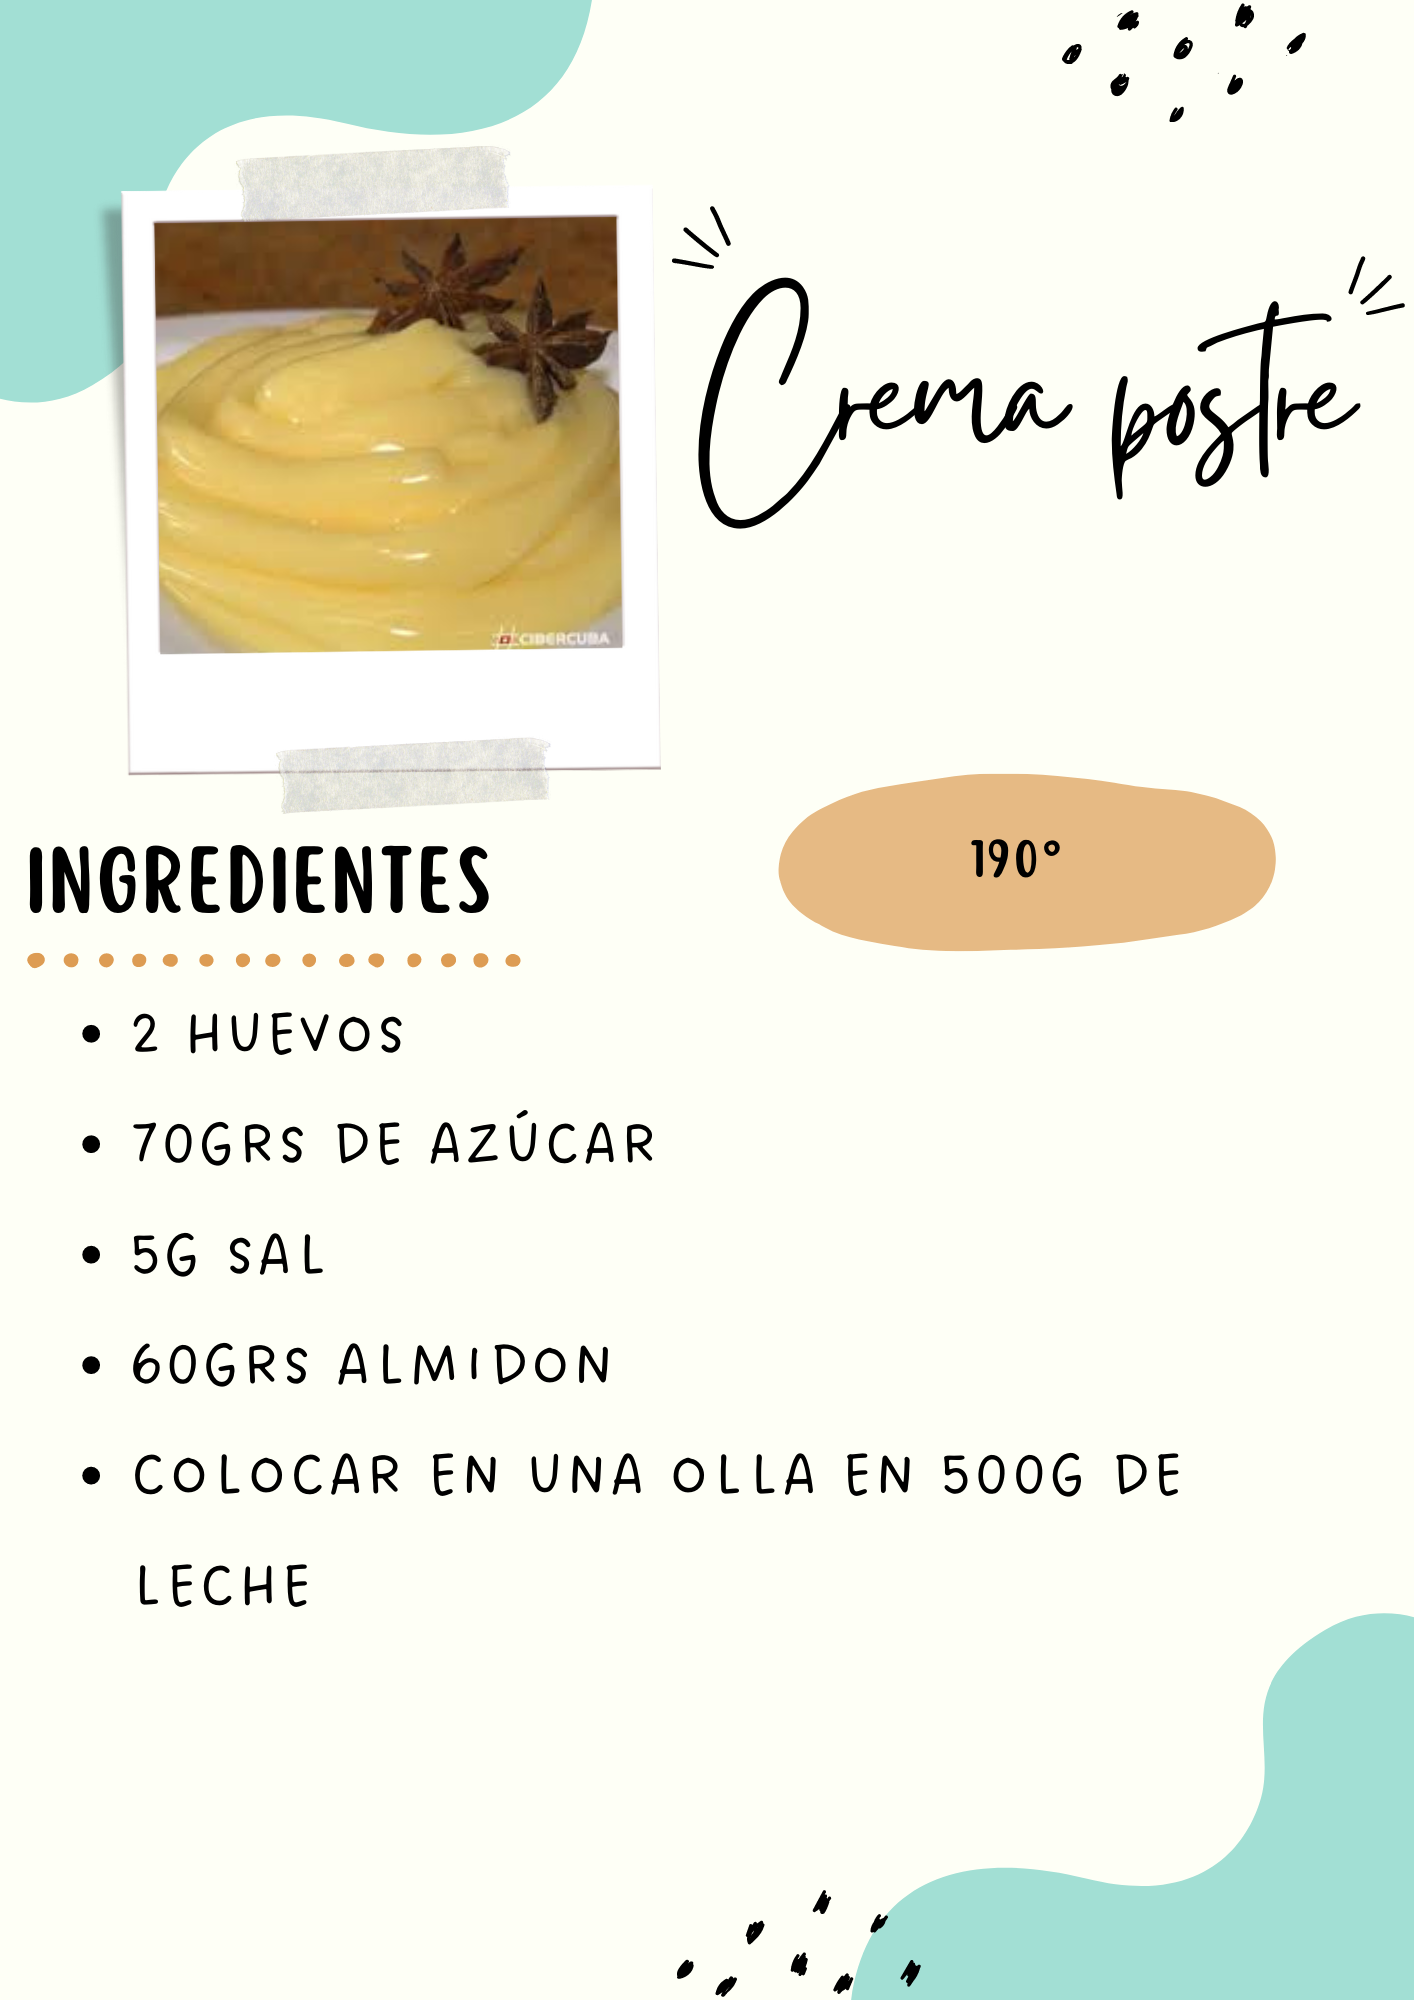 Crema postre
CIBERCUBA
INGREDIENTES
190°
• 2 HUEVOS
• 70GRS DE AZÚCAR
• 5G SAL
• 60GRS ALMIDON
• COLOCAR EN UNA OLLA EN 500G DE
LECHE